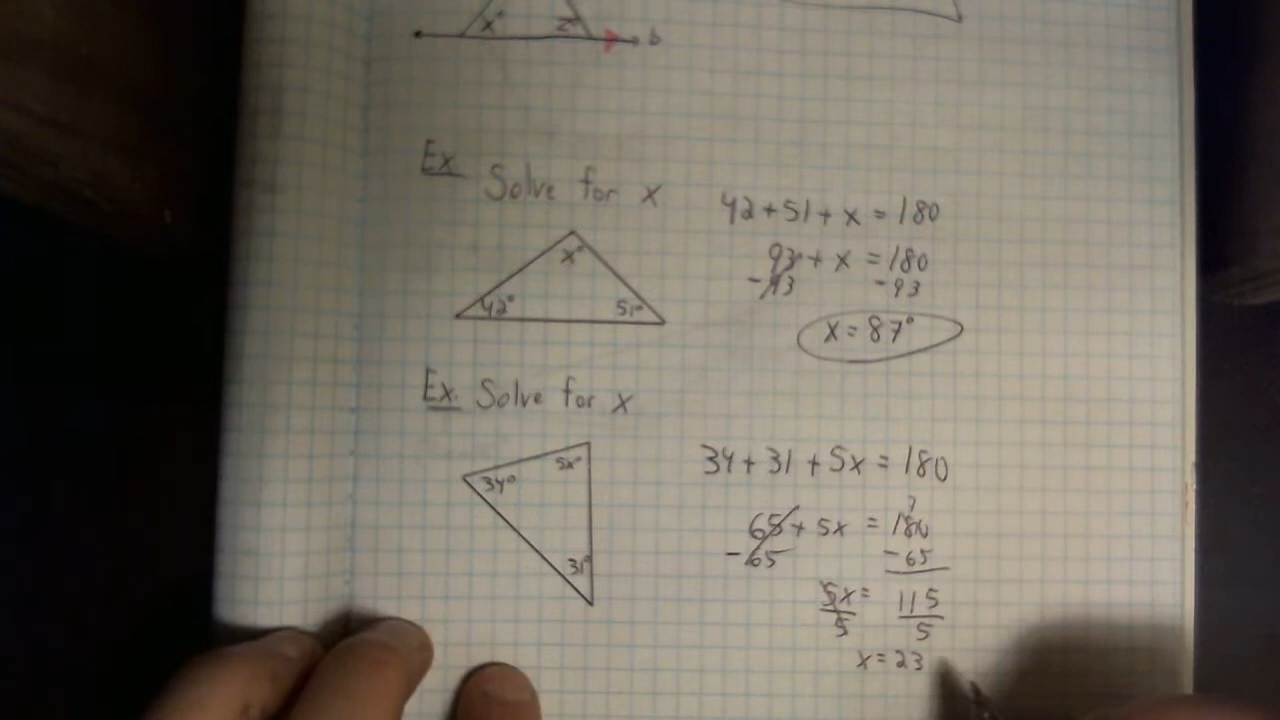 x° z° b
Ex Solve for x
42 + 51 + x = 180
x°
93 + x = 180
-93 -93
42° 51°
x = 87°
Ex. Solve for x
34 + 31 + 5x = 180
5x°
34°
7
65 + 5x = 180
-65 -65
31°
5x = 115
5 5
x = 23